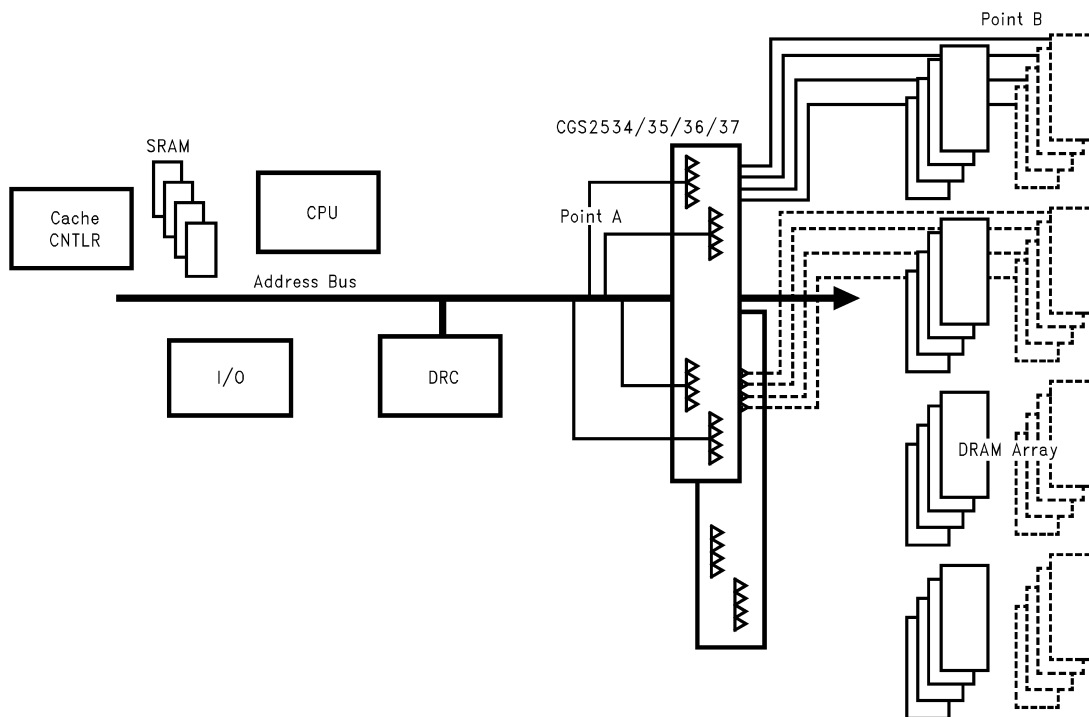 Point B
CGS2534/35/36/37
SRAM
Cache
CNTLR
CPU
Point A
Address Bus
I/O
DRC
DRAM Array